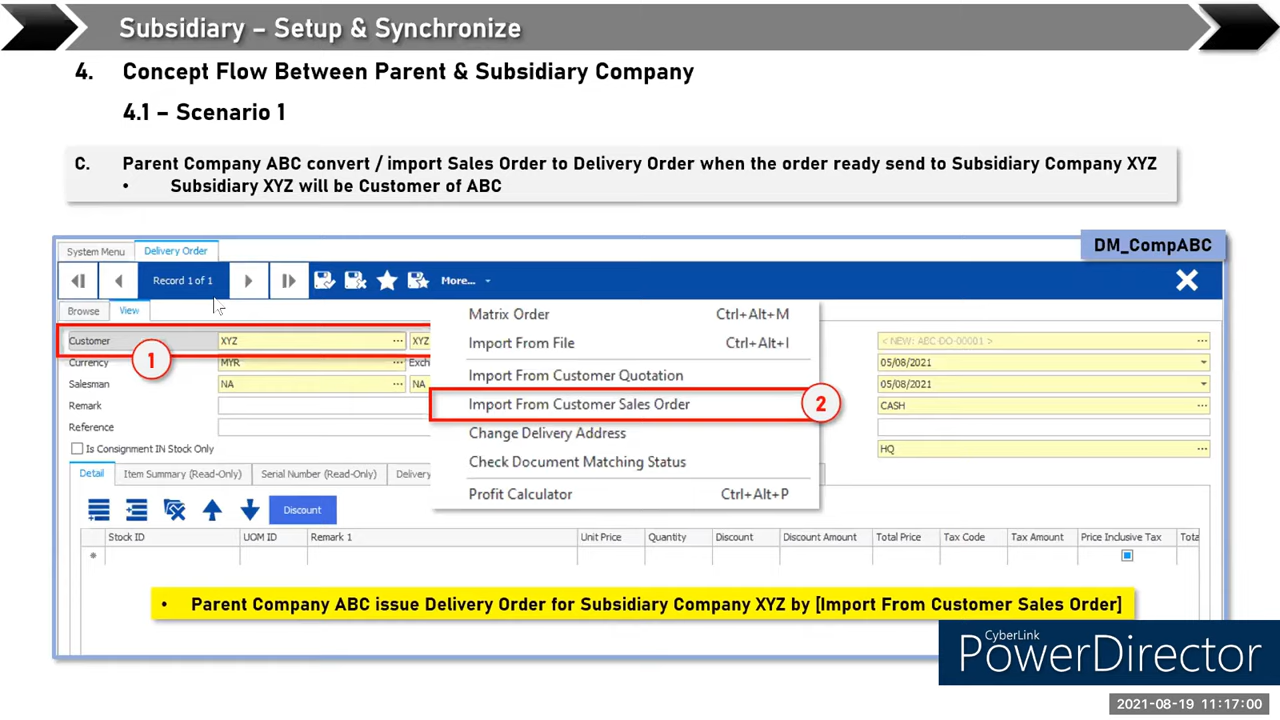 Subsidiary – Setup & Synchronize
4. Concept Flow Between Parent & Subsidiary Company
4.1 – Scenario 1
C. Parent Company ABC convert / import Sales Order to Delivery Order when the order ready send to Subsidiary Company XYZ
• Subsidiary XYZ will be Customer of ABC
DM_CompABC
System Menu Delivery Order
Record 1 of 1 More...
Browse View
Matrix Order Ctrl+Alt+M
Import From File Ctrl+Alt+I
Import From Customer Quotation
Import From Customer Sales Order 2
Change Delivery Address
Check Document Matching Status
Profit Calculator Ctrl+Alt+P
Customer XYZ ... XYZ
1
Currency MYR ... Exch
Salesman NA ... NA
Remark
Reference
Is Consignment IN Stock Only
< NEW: ABC DO-00001 > ...
05/08/2021
05/08/2021
CASH ...
HQ ...
Detail Item Summary (Read-Only) Serial Number (Read-Only) Delivery
Discount
Stock ID UOM ID Remark 1 Unit Price Quantity Discount Discount Amount Total Price Tax Code Tax Amount Price Inclusive Tax Tota
• Parent Company ABC issue Delivery Order for Subsidiary Company XYZ by [Import From Customer Sales Order]
CyberLink
PowerDirector
2021-08-19 11:17:00